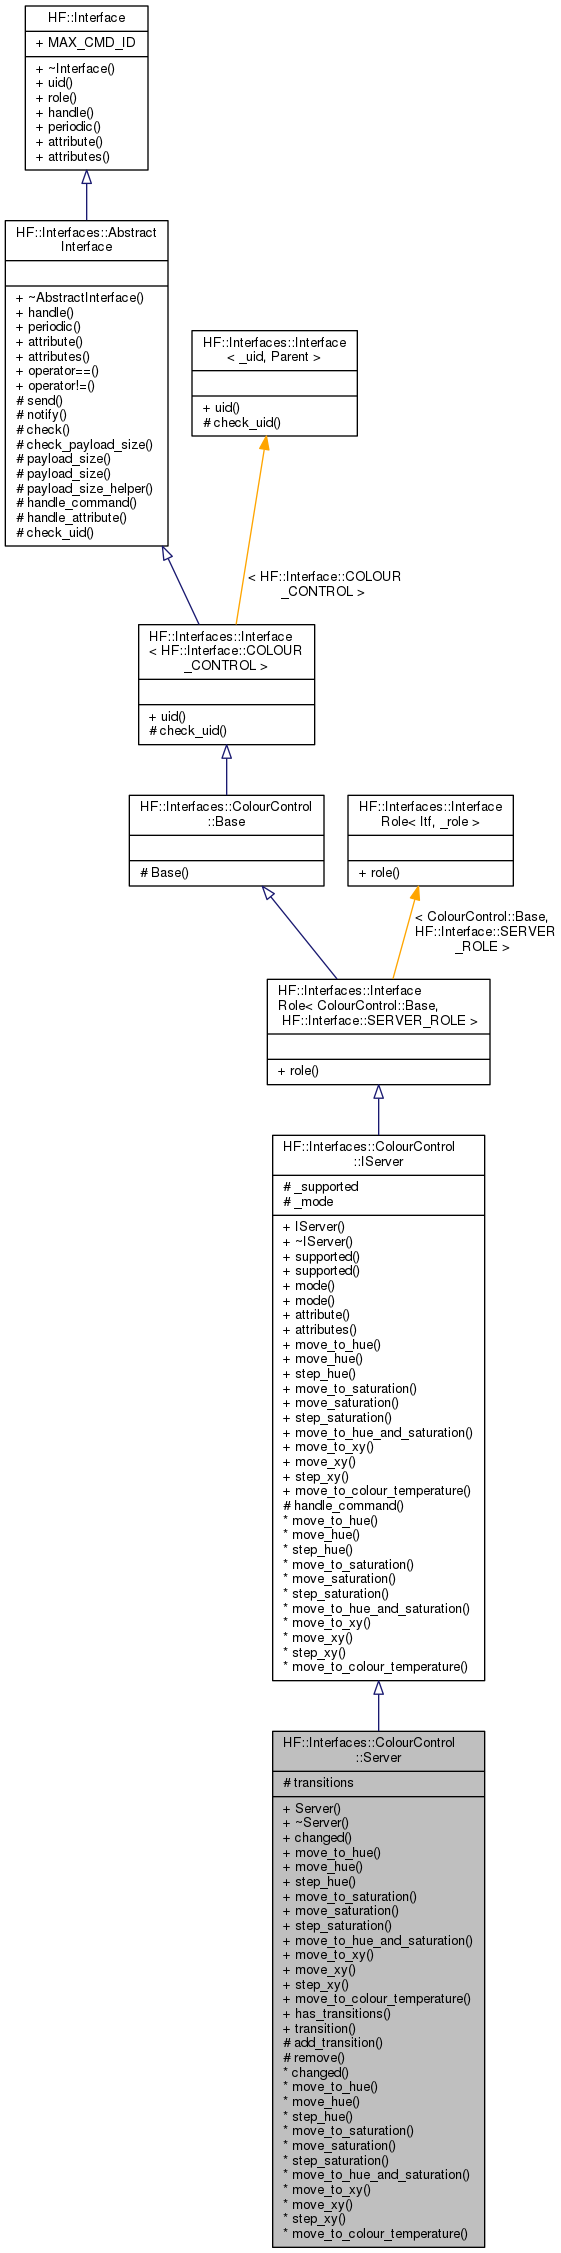 HF::Interface
+ MAX_CMD_ID
+ ~Interface()
+ uid()
+ role()
+ handle()
+ periodic()
+ attribute()
+ attributes()
HF::Interfaces::Abstract
Interface
+ ~AbstractInterface()
+ handle()
+ periodic()
+ attribute()
+ attributes()
+ operator==()
+ operator!=()
# send()
# notify()
# check()
# check_payload_size()
# payload_size()
# payload_size()
# payload_size_helper()
# handle_command()
# handle_attribute()
# check_uid()
HF::Interfaces::Interface
< _uid, Parent >
+ uid()
# check_uid()
< HF::Interface::COLOUR
_CONTROL >
HF::Interfaces::Interface
< HF::Interface::COLOUR
_CONTROL >
+ uid()
# check_uid()
HF::Interfaces::ColourControl
::Base
# Base()
HF::Interfaces::Interface
Role< Itf, _role >
+ role()
< ColourControl::Base,
HF::Interface::SERVER
_ROLE >
HF::Interfaces::Interface
Role< ColourControl::Base,
HF::Interface::SERVER_ROLE >
+ role()
HF::Interfaces::ColourControl
::IServer
# _supported
# _mode
+ IServer()
+ ~IServer()
+ supported()
+ supported()
+ mode()
+ mode()
+ attribute()
+ attributes()
+ move_to_hue()
+ move_hue()
+ step_hue()
+ move_to_saturation()
+ move_saturation()
+ step_saturation()
+ move_to_hue_and_saturation()
+ move_to_xy()
+ move_xy()
+ step_xy()
+ move_to_colour_temperature()
# handle_command()
* move_to_hue()
* move_hue()
* step_hue()
* move_to_saturation()
* move_saturation()
* step_saturation()
* move_to_hue_and_saturation()
* move_to_xy()
* move_xy()
* step_xy()
* move_to_colour_temperature()
HF::Interfaces::ColourControl
::Server
# transitions
+ Server()
+ ~Server()
+ changed()
+ move_to_hue()
+ move_hue()
+ step_hue()
+ move_to_saturation()
+ move_saturation()
+ step_saturation()
+ move_to_hue_and_saturation()
+ move_to_xy()
+ move_xy()
+ step_xy()
+ move_to_colour_temperature()
+ has_transitions()
+ transition()
# add_transition()
# remove()
* changed()
* move_to_hue()
* move_hue()
* step_hue()
* move_to_saturation()
* move_saturation()
* step_saturation()
* move_to_hue_and_saturation()
* move_to_xy()
* move_xy()
* step_xy()
* move_to_colour_temperature()